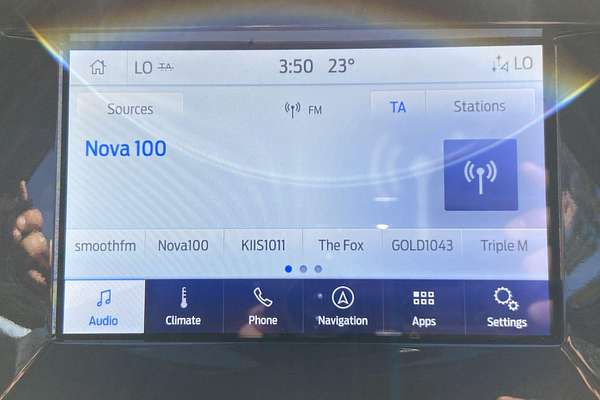 LO TA 3:50 23° LO
Sources FM TA Stations
Nova 100
smoothfm Nova100 KIIS1011 The Fox GOLD1043 Triple M
Audio Climate Phone Navigation Apps Settings